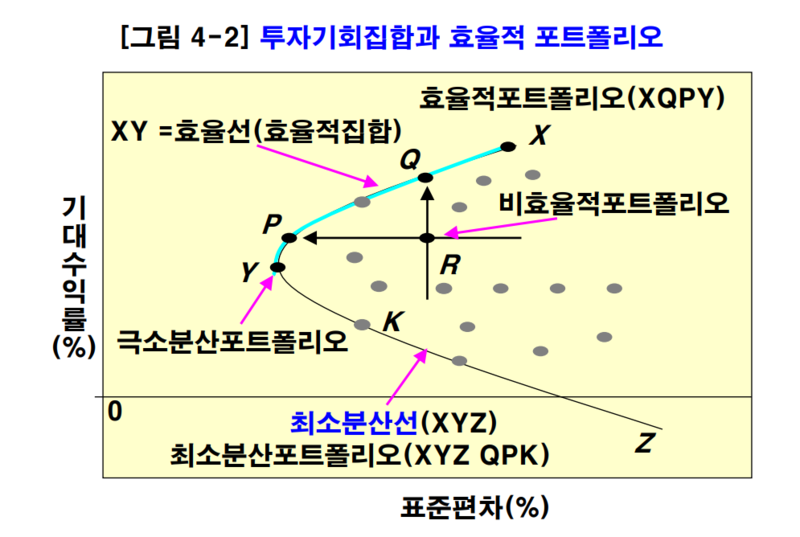 [그림 4-2] 투자기회집합과 효율적 포트폴리오
효율적포트폴리오(XQPY)
XY =효율선(효율적집합)
X
Q
비효율적포트폴리오
P
R
Y
기대수익률(%)
극소분산포트폴리오
K
0
최소분산선(XYZ)
최소분산포트폴리오(XYZ QPK)
Z
표준편차(%)